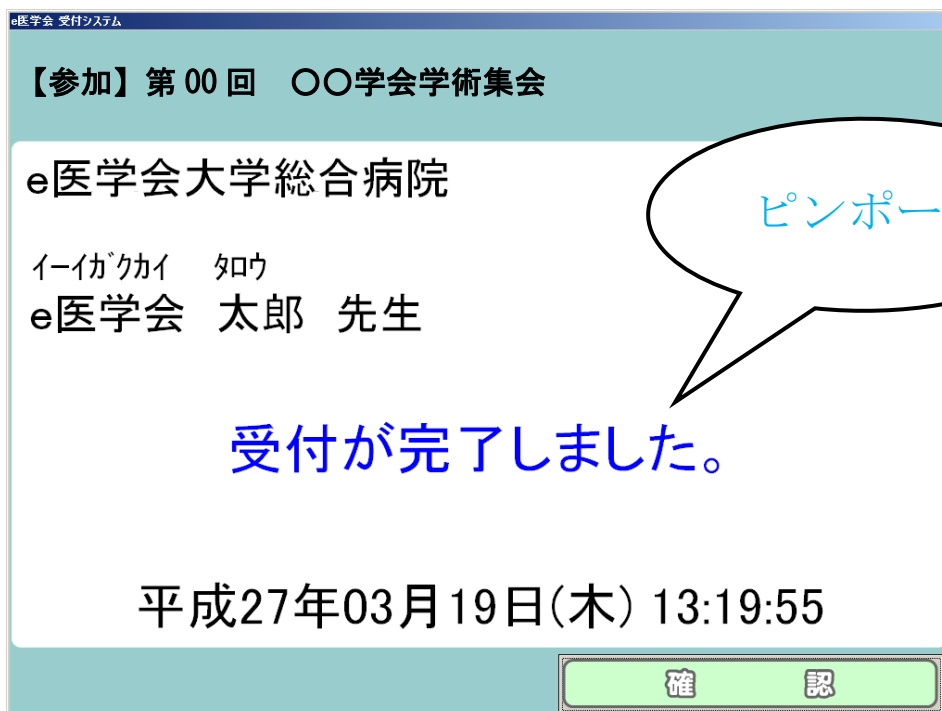 e医学会 受付システム
【参加】第00回　〇〇学会学術集会
e医学会大学総合病院
ピンポー
イーイガクカイ　タロウ
e医学会　太郎　先生
受付が完了しました。
平成27年03月19日(木) 13:19:55
確　認